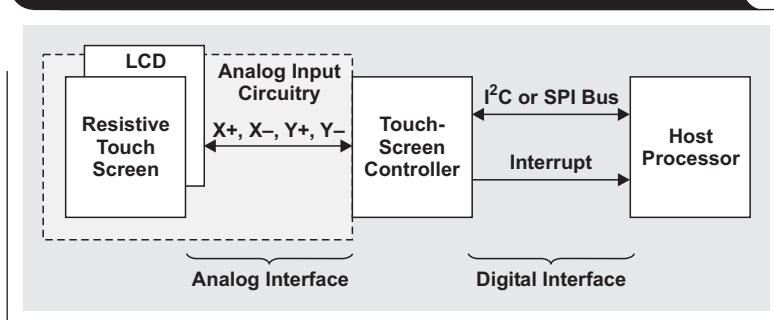 LCD
Resistive
Touch
Screen
Analog Input
Circuitry
X+, X–, Y+, Y–
Touch-
Screen
Controller
I²C or SPI Bus
Interrupt
Host
Processor
Analog Interface
Digital Interface